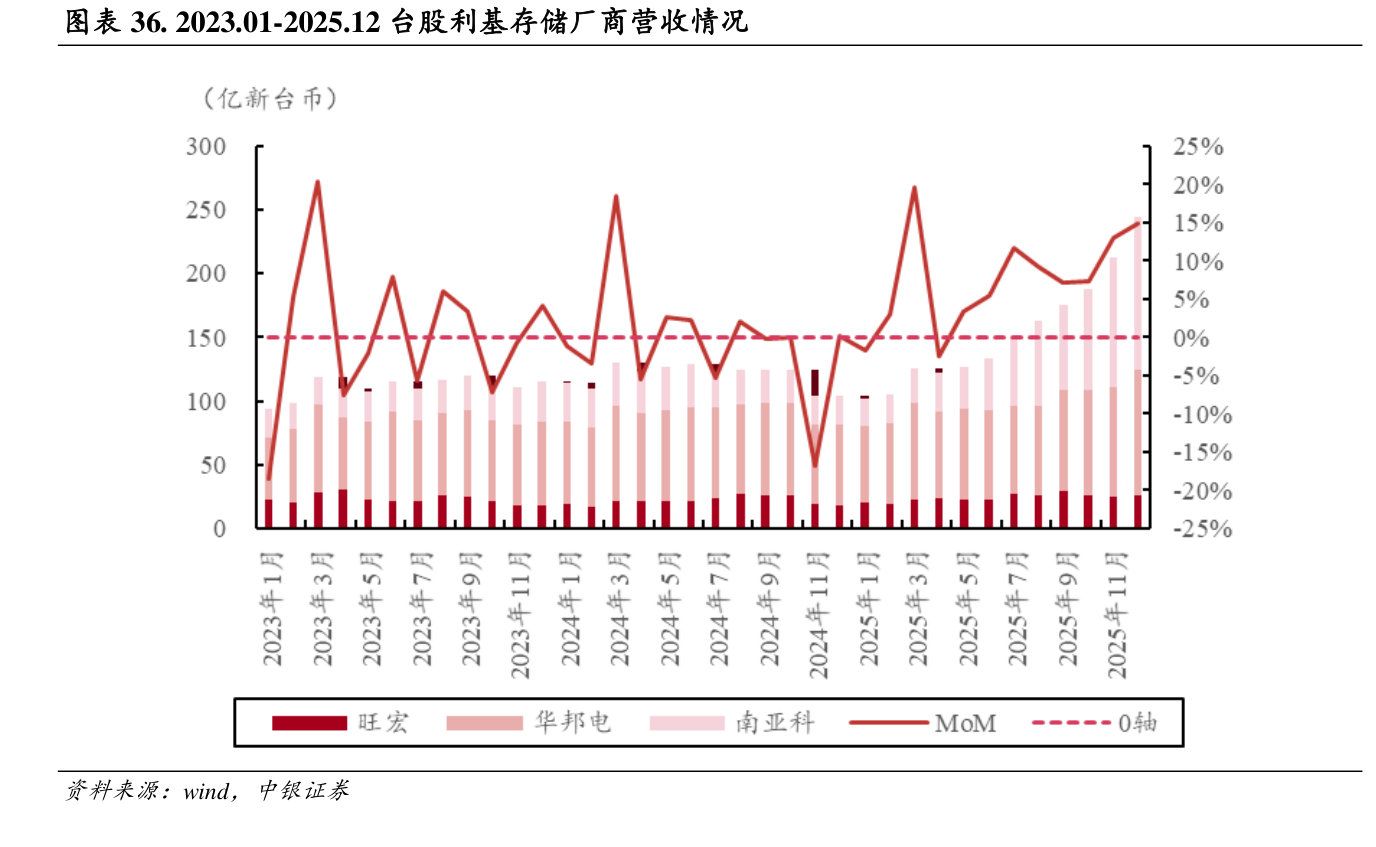 图表 36. 2023.01-2025.12 台股利基存储厂商营收情况
（亿新台币）
300
250
200
150
100
50
0
25%
20%
15%
10%
5%
0%
-5%
-10%
-15%
-20%
-25%
2023年1月
2023年3月
2023年5月
2023年7月
2023年9月
2023年11月
2024年1月
2024年3月
2024年5月
2024年7月
2024年9月
2024年11月
2025年1月
2025年3月
2025年5月
2025年7月
2025年9月
2025年11月
旺宏 华邦电 南亚科 MoM 0轴
资料来源：wind，中银证券